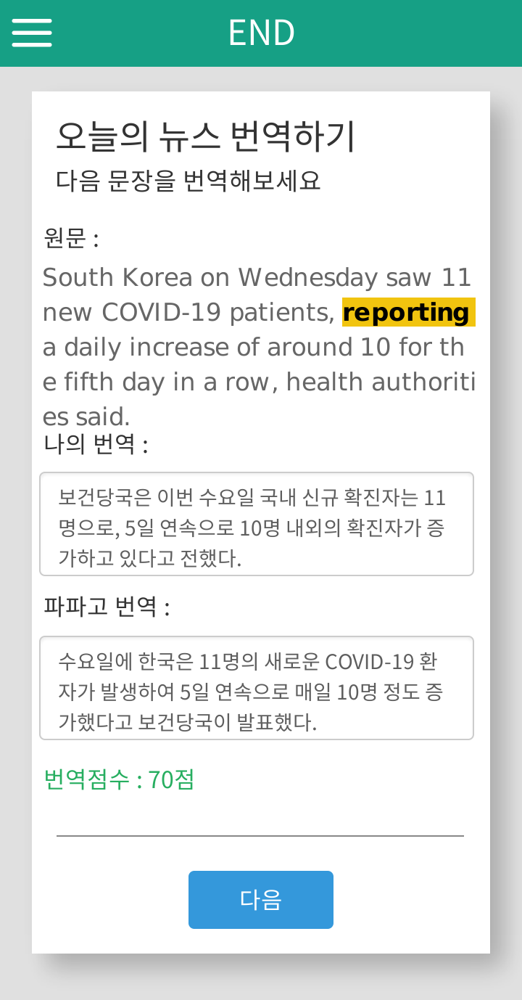 END
오늘의 뉴스 번역하기
다음 문장을 번역해보세요
원문 :
South Korea on Wednesday saw 11
new COVID-19 patients, reporting
a daily increase of around 10 for th
e fifth day in a row, health authoriti
es said.
나의 번역 :
보건당국은 이번 수요일 국내 신규 확진자는 11
명으로, 5일 연속으로 10명 내외의 확진자가 증
가하고 있다고 전했다.
파파고 번역 :
수요일에 한국은 11명의 새로운 COVID-19 환
자가 발생하여 5일 연속으로 매일 10명 정도 증
가했다고 보건당국이 발표했다.
번역점수 : 70점
다음